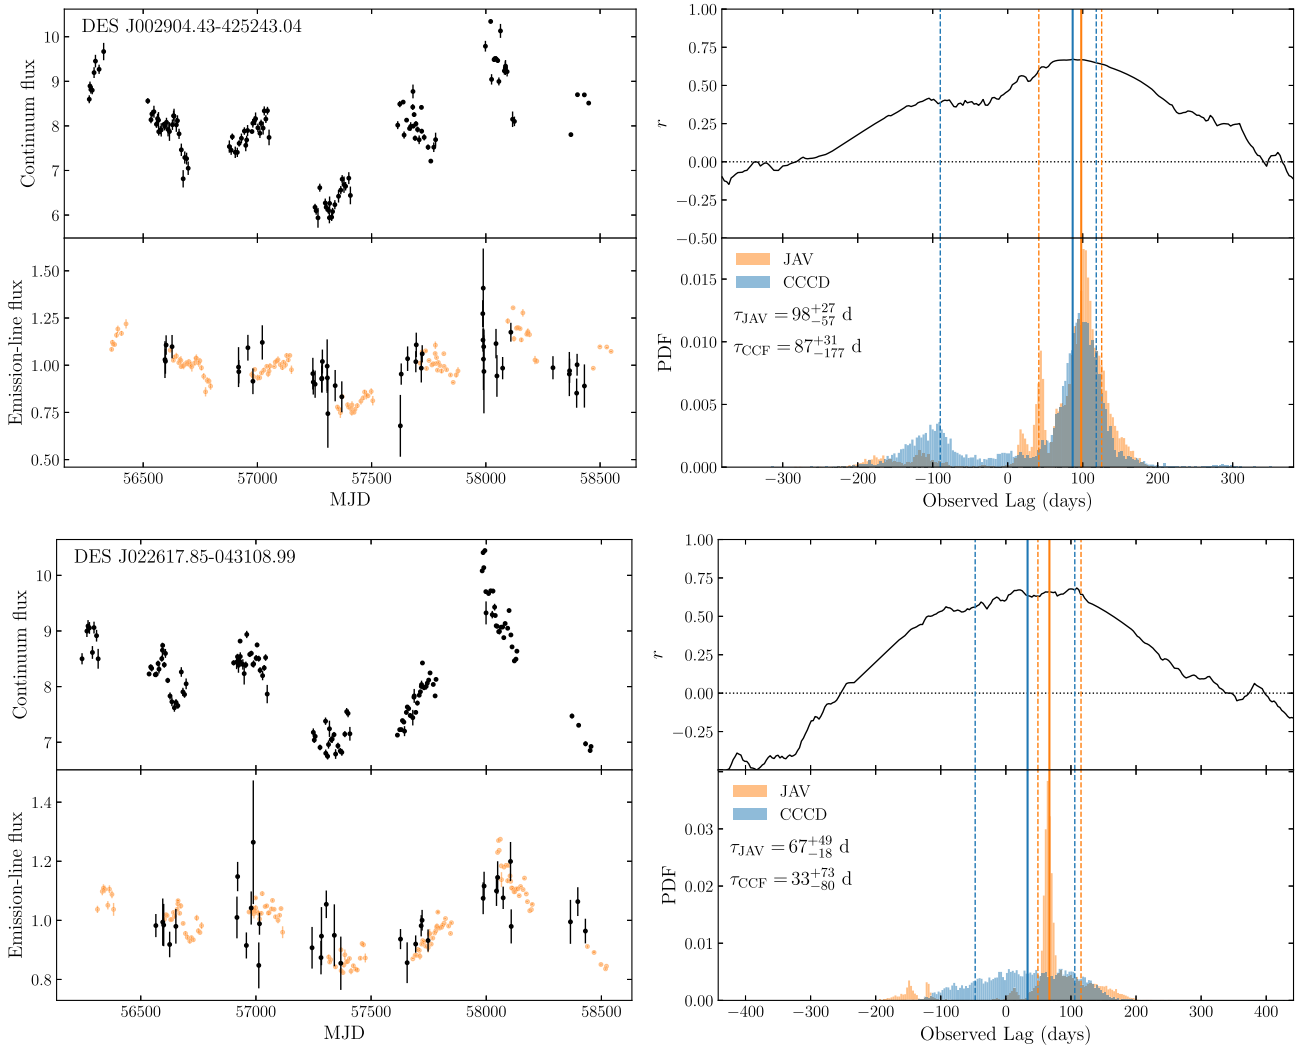 DES J002904.43-425243.04
Continuum flux
10
9
8
7
6
Emission-line flux
1.50
1.25
1.00
0.75
0.50
56500 57000 57500 58000 58500
MJD
r
1.00
0.75
0.50
0.25
0.00
−0.25
−0.50
PDF
0.015
0.010
0.005
0.000
JAV
CCCD
τJAV = 98+27−57 d
τCCF = 87+31−177 d
−300 −200 −100 0 100 200 300
Observed Lag (days)
DES J022617.85-043108.99
Continuum flux
10
9
8
7
Emission-line flux
1.4
1.2
1.0
0.8
56500 57000 57500 58000 58500
MJD
r
1.00
0.75
0.50
0.25
0.00
−0.25
PDF
0.03
0.02
0.01
0.00
JAV
CCCD
τJAV = 67+49−18 d
τCCF = 33+73−80 d
−400 −300 −200 −100 0 100 200 300 400
Observed Lag (days)